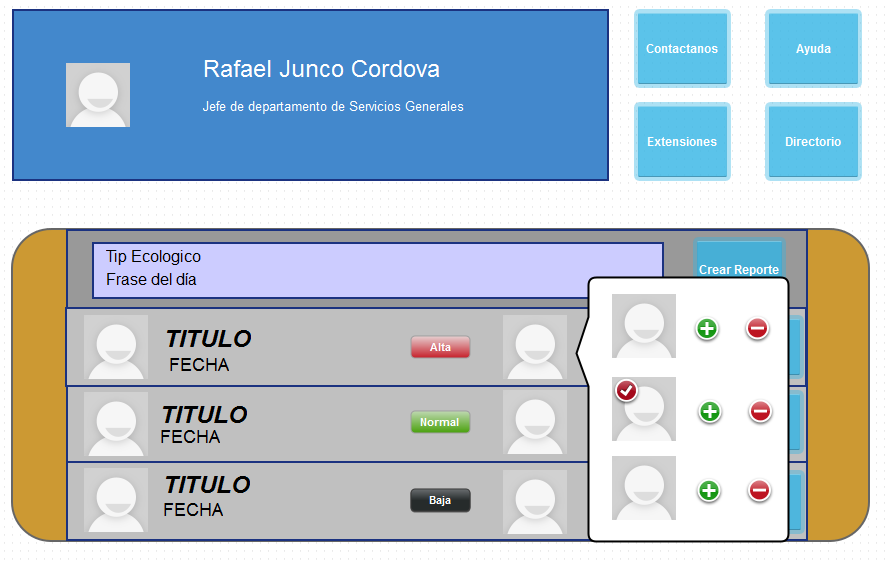 Rafael Junco Cordova
Jefe de departamento de Servicios Generales
Contactanos
Ayuda
Extensiones
Directorio
Tip Ecologico
Frase del día
Crear Reporte
TITULO
FECHA
Alta
TITULO
FECHA
Normal
TITULO
FECHA
Baja